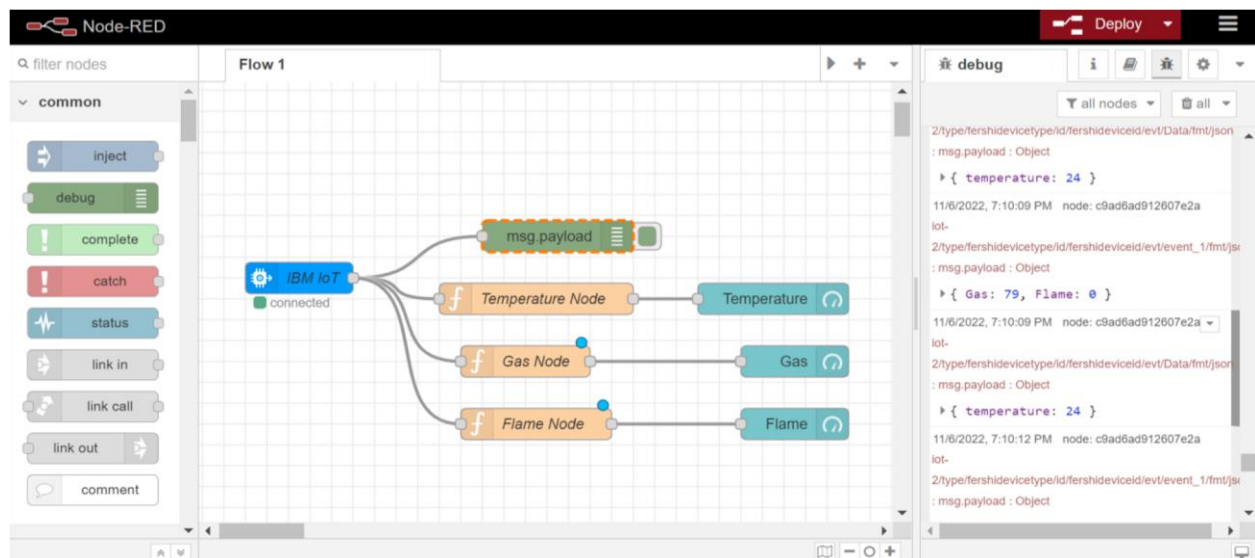 Node-RED
Deploy
filter nodes
common
inject
debug
complete
catch
status
link in
link call
link out
comment
Flow 1
msg.payload
IBM IoT
connected
Temperature Node
Temperature
Gas Node
Gas
Flame Node
Flame
debug
i
all nodes
all
2/type/fershidevicetype/id/fershideviceid/evt/Data/fmt/json
: msg.payload : Object
{ temperature: 24 }
11/6/2022, 7:10:09 PM node: c9ad6ad912607e2a
iot-
2/type/fershidevicetype/id/fershideviceid/evt/event_1/fmt/jso
: msg.payload : Object
{ Gas: 79, Flame: 0 }
11/6/2022, 7:10:09 PM node: c9ad6ad912607e2a
iot-
2/type/fershidevicetype/id/fershideviceid/evt/Data/fmt/json
: msg.payload : Object
{ temperature: 24 }
11/6/2022, 7:10:12 PM node: c9ad6ad912607e2a
iot-
2/type/fershidevicetype/id/fershideviceid/evt/event_1/fmt/jso
: msg.payload : Object